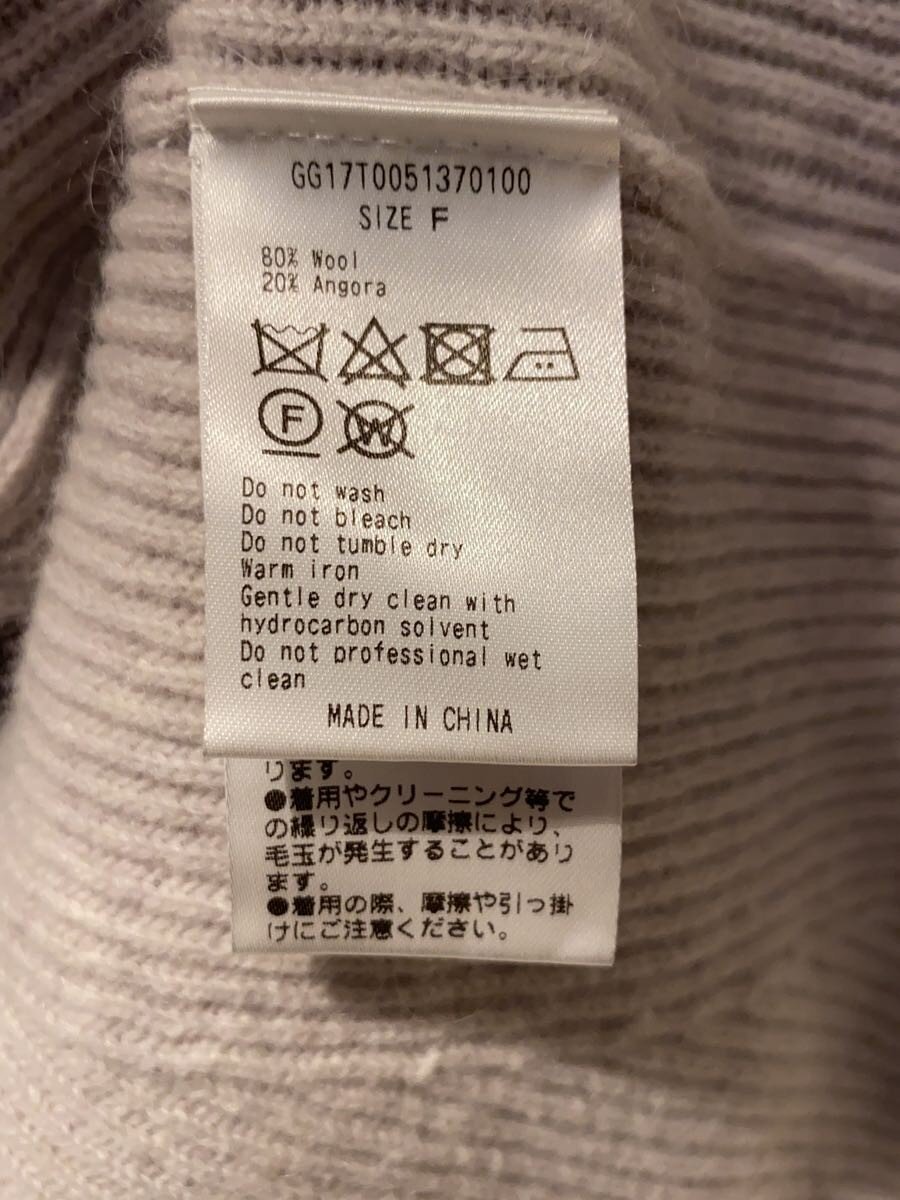 GG17T0051370100
SIZE F
80% Wool
20% Angora
F
W
Do not wash
Do not bleach
Do not tumble dry
Warm iron
Gentle dry clean with
hydrocarbon solvent
Do not professional wet
clean
MADE IN CHINA
ります。
●着用やクリーニング等で
の繰り返しの摩擦により、
毛玉が発生することがあり
ます。
●着用の際、摩擦や引っ掛
けにご注意ください。